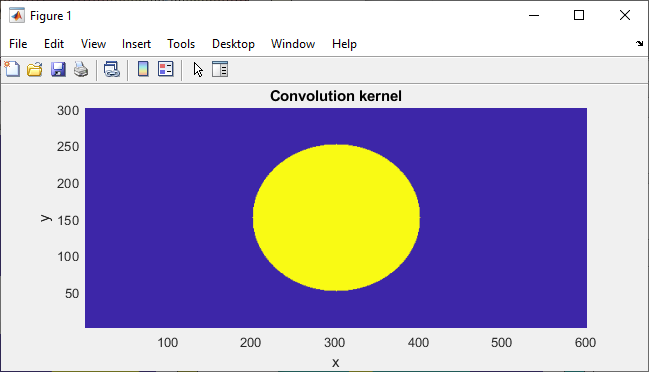 Figure 1
File Edit View Insert Tools Desktop Window Help
Convolution kernel
300
250
200
150
100
50
y
100 200 300 400 500 600
x